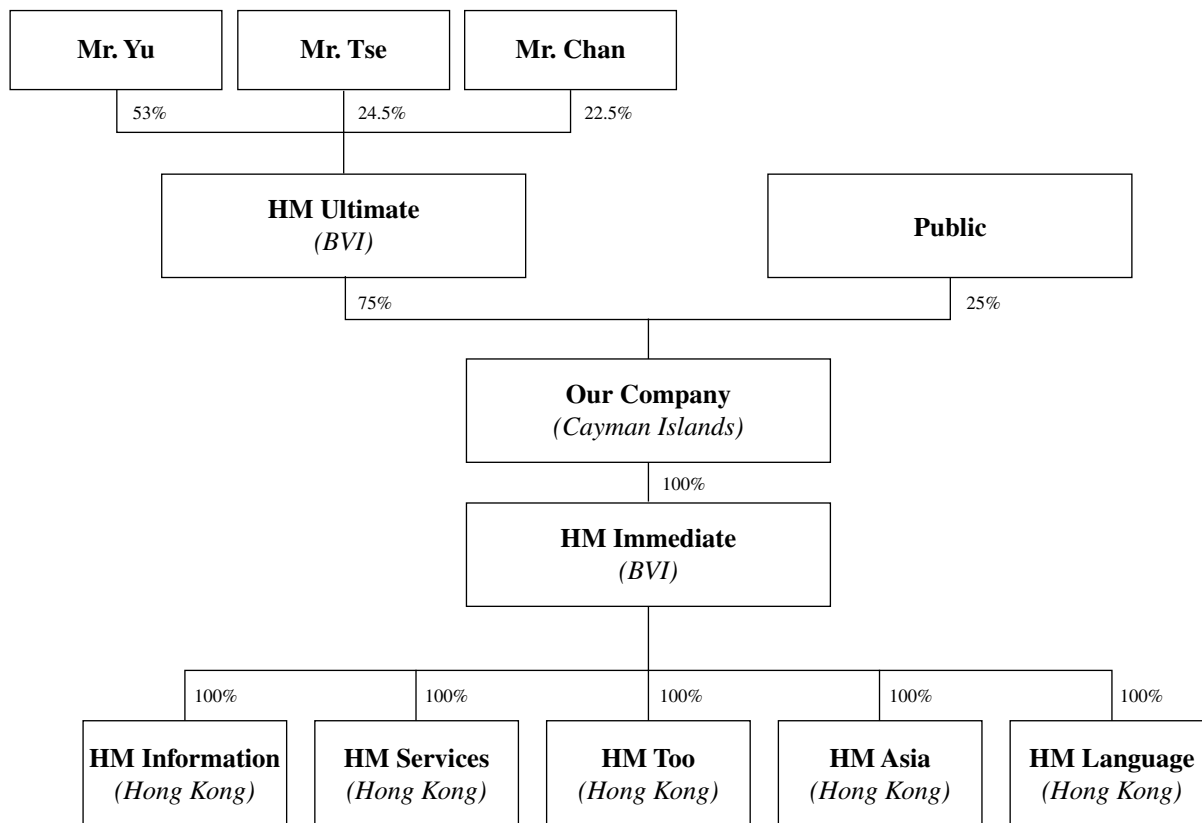 Mr. Yu
Mr. Tse
Mr. Chan
53%
24.5%
22.5%
HM Ultimate
(BVI)
Public
75%
25%
Our Company
(Cayman Islands)
100%
HM Immediate
(BVI)
100%
100%
100%
100%
100%
HM Information
(Hong Kong)
HM Services
(Hong Kong)
HM Too
(Hong Kong)
HM Asia
(Hong Kong)
HM Language
(Hong Kong)